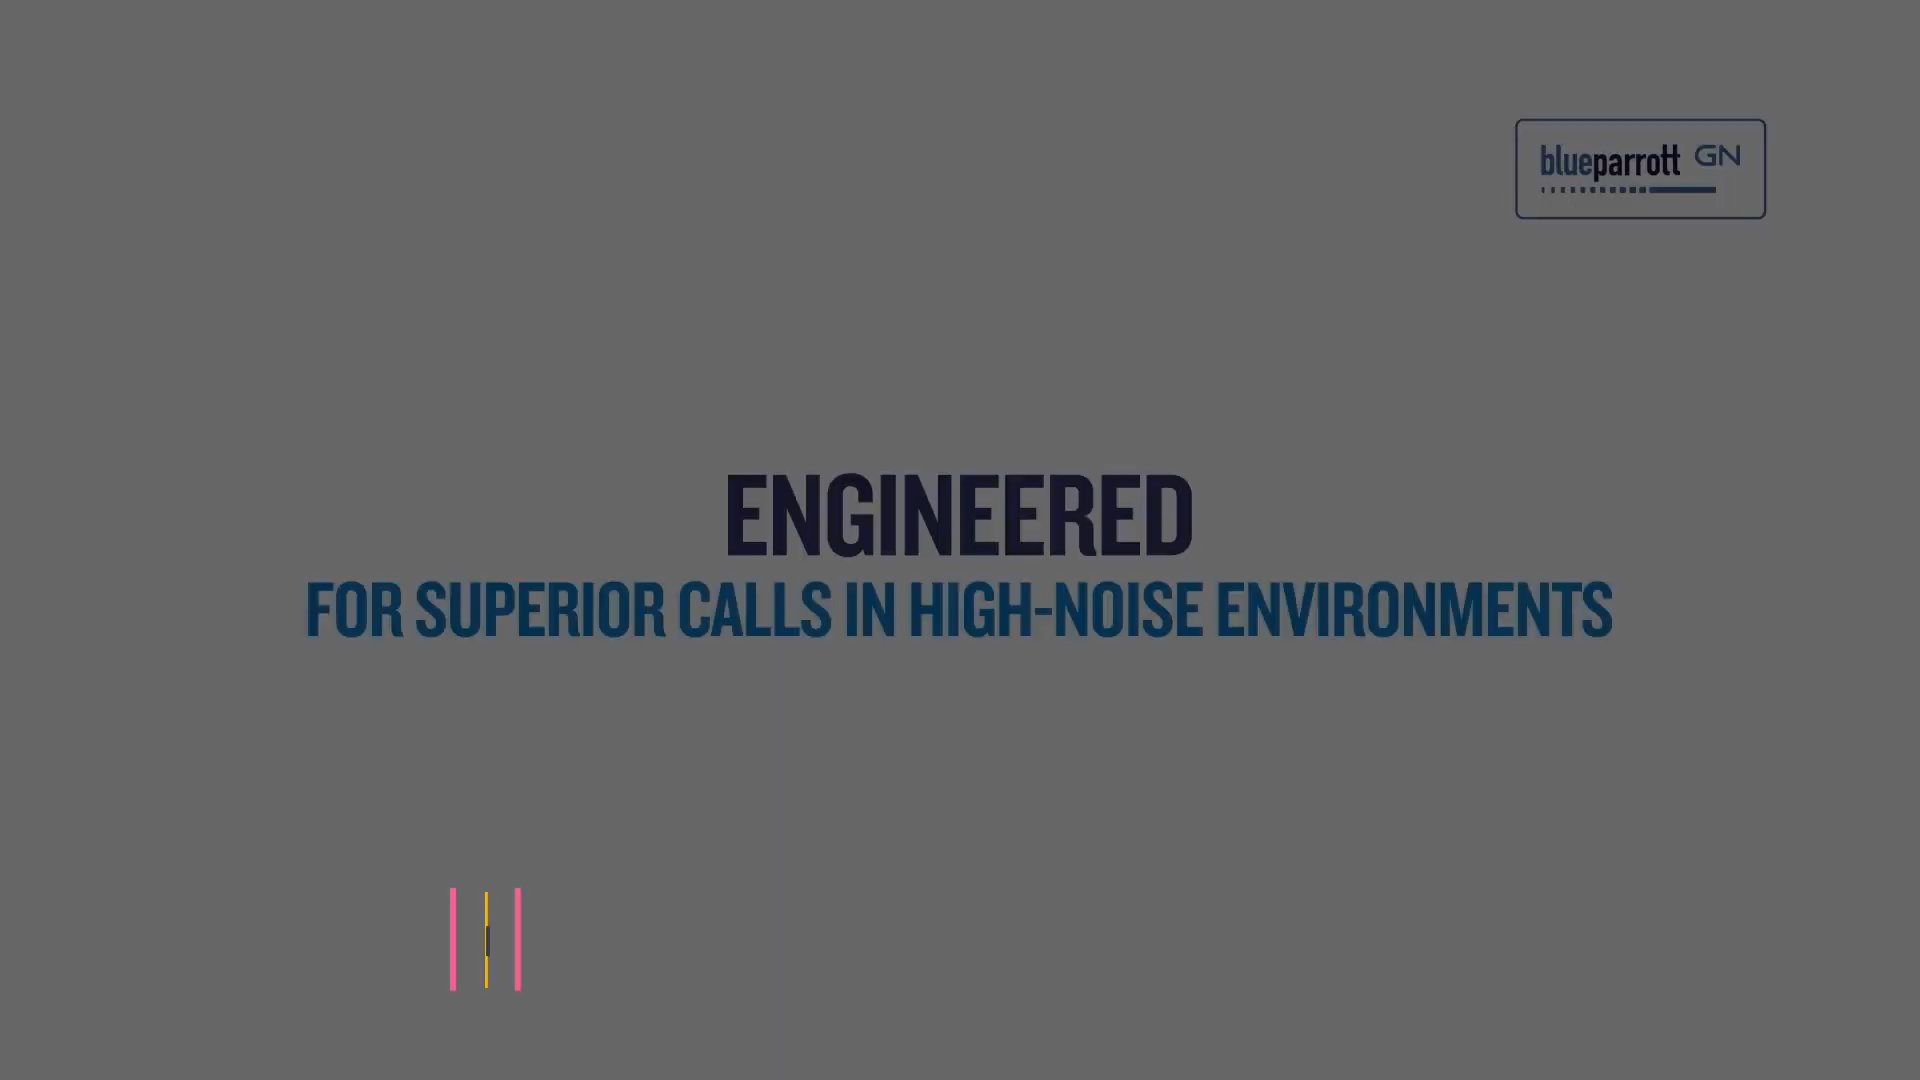 blueparrott GN
ENGINEERED
FOR SUPERIOR CALLS IN HIGH-NOISE ENVIRONMENTS